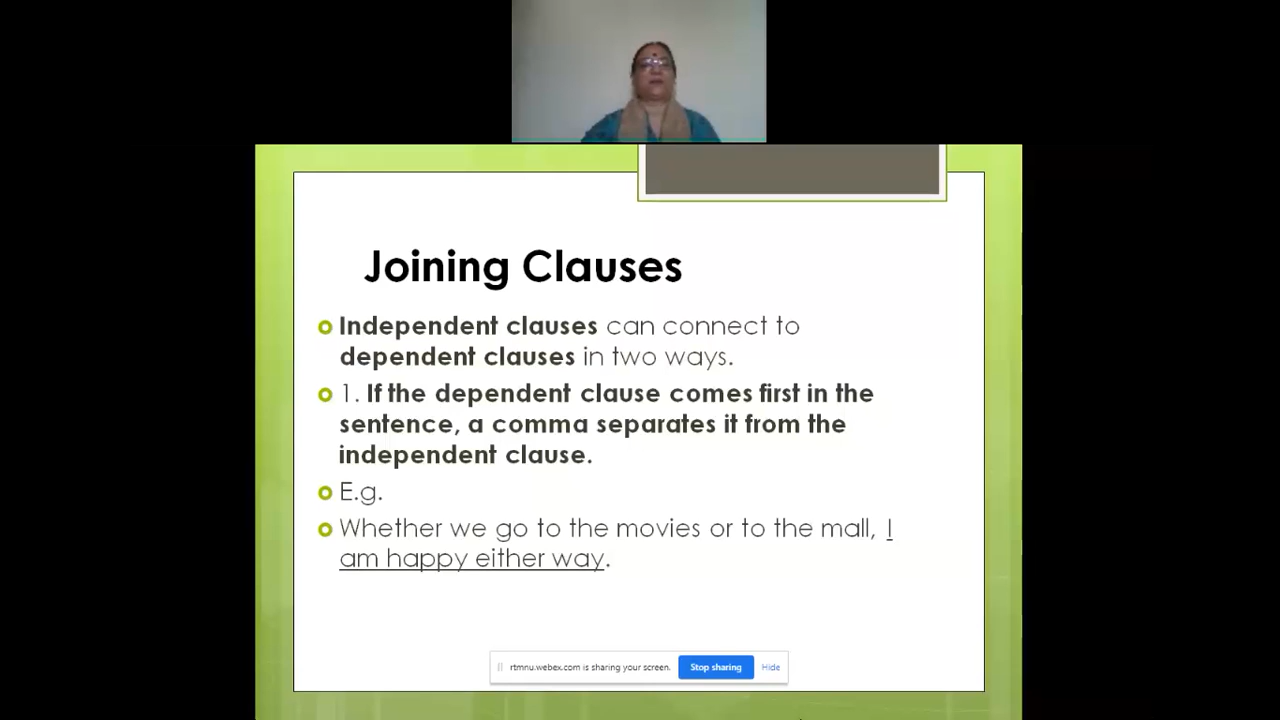 Joining Clauses
Independent clauses can connect to
dependent clauses in two ways.
1. If the dependent clause comes first in the
sentence, a comma separates it from the
independent clause.
E.g.
Whether we go to the movies or to the mall, I
am happy either way.
rtmnu.webex.com is sharing your screen. Stop sharing Hide